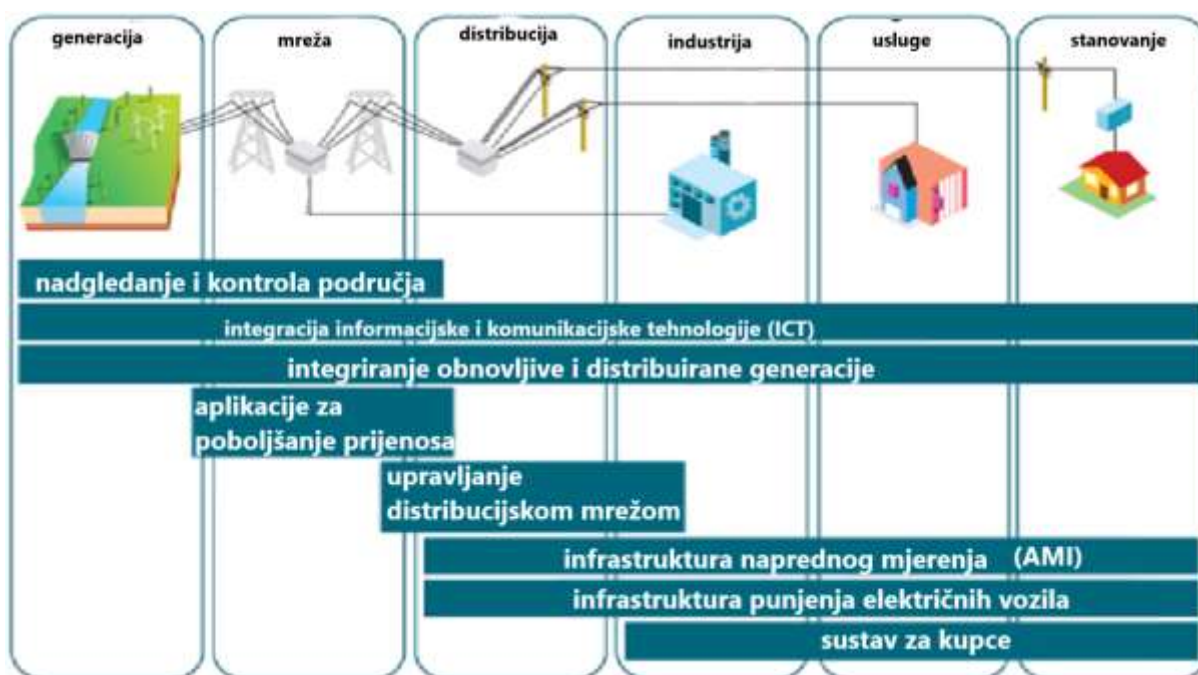 generacija
mreža
distribucija
industrija
usluge
stanovanje
nadgledanje i kontrola područja
integracija informacijske i komunikacijske tehnologije (ICT)
integriranje obnovljive i distribuirane generacije
aplikacije za
poboljšanje prijenosa
upravljanje
distribucijskom mrežom
infrastruktura naprednog mjerenja (AMI)
infrastruktura punjenja električnih vozila
sustav za kupce